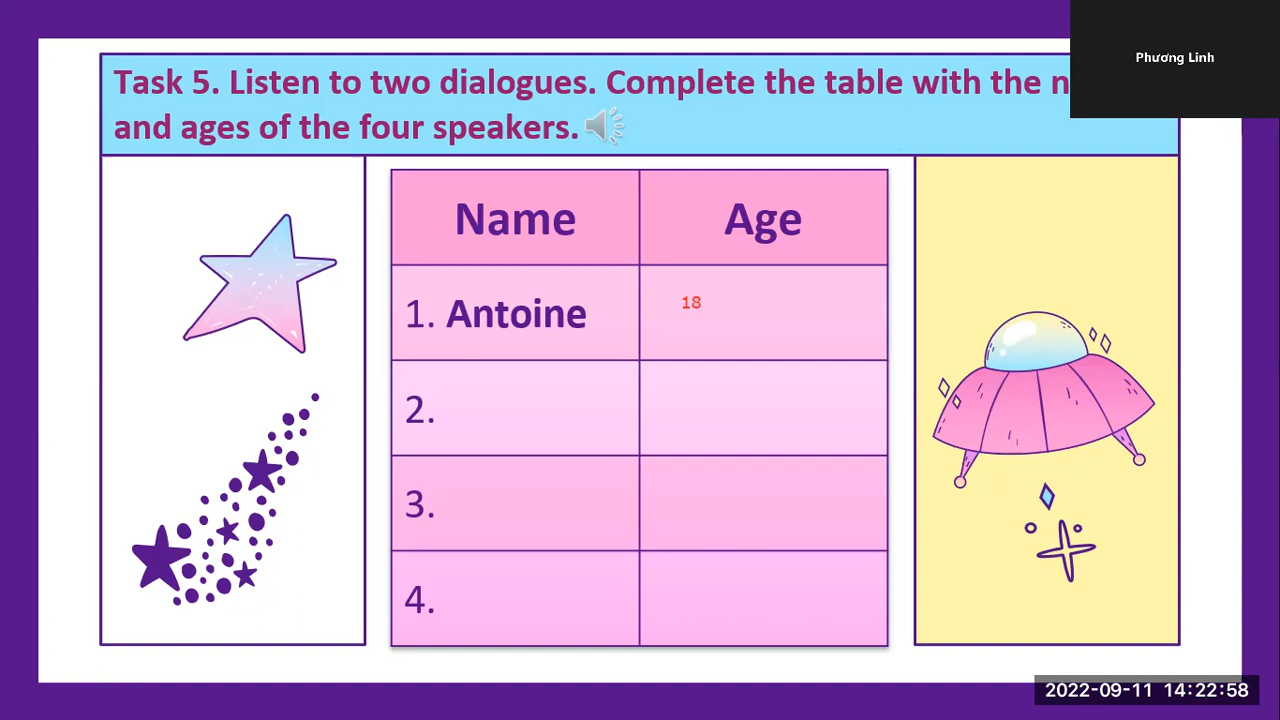 Phương Linh
Task 5. Listen to two dialogues. Complete the table with the
and ages of the four speakers.
Name Age
1. Antoine 18
2.
3.
4.
2022-09-11 14:22:58